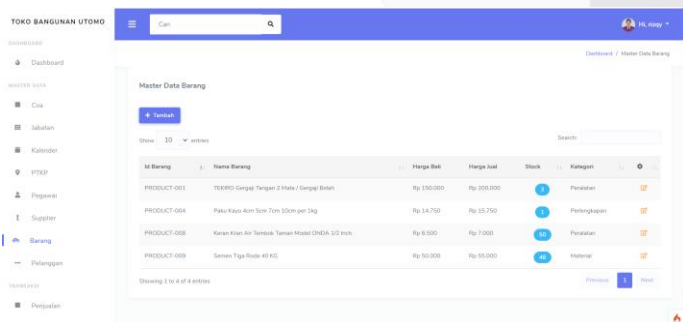 TOKO BANGUNAN UTOMO
Cari
Hi, noqy
DASHBOARD
Dashboard
Dashboard / Master Data Barang
MASTER DATA
Coa
Jabatan
Kalender
PTKP
Pegawai
Supplier
Barang
Pelanggan
TRANSAKSI
Penjualan
Master Data Barang
+ Tambah
Show 10 entries
Search:
Id Barang Nama Barang Harga Beli Harga Jual Stock Kategori
PRODUCT-001 TEKIRO Gergaji Tangan 2 Mata / Gergaji Belah Rp 150.000 Rp 200.000 3 Peralatan
PRODUCT-004 Paku Kayu 4cm 5cm 7cm 10cm per 1kg Rp 14.750 Rp 15.750 1 Perlengkapan
PRODUCT-008 Keran Kran Air Tembok Taman Model ONDA 1/2 Inch Rp 6.500 Rp 7.000 50 Peralatan
PRODUCT-009 Semen Tiga Roda 40 KG Rp 50.000 Rp 55.000 48 Material
Showing 1 to 4 of 4 entries
Previous 1 Next